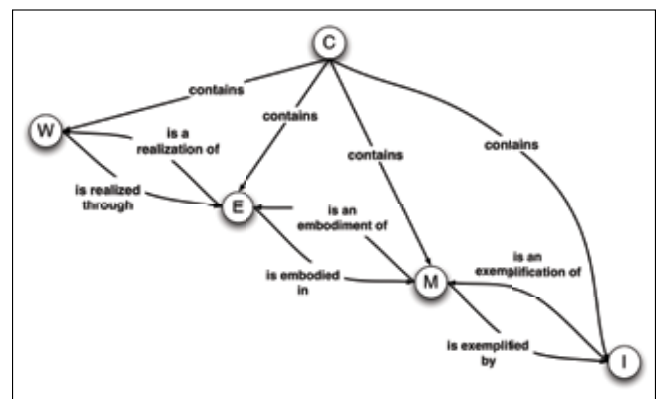 C
contains
W
contains
contains
is a
realization of
contains
is realized
through
E
is an
embodiment of
is embodied
in
M
is an
exemplification of
is exemplified
by
I